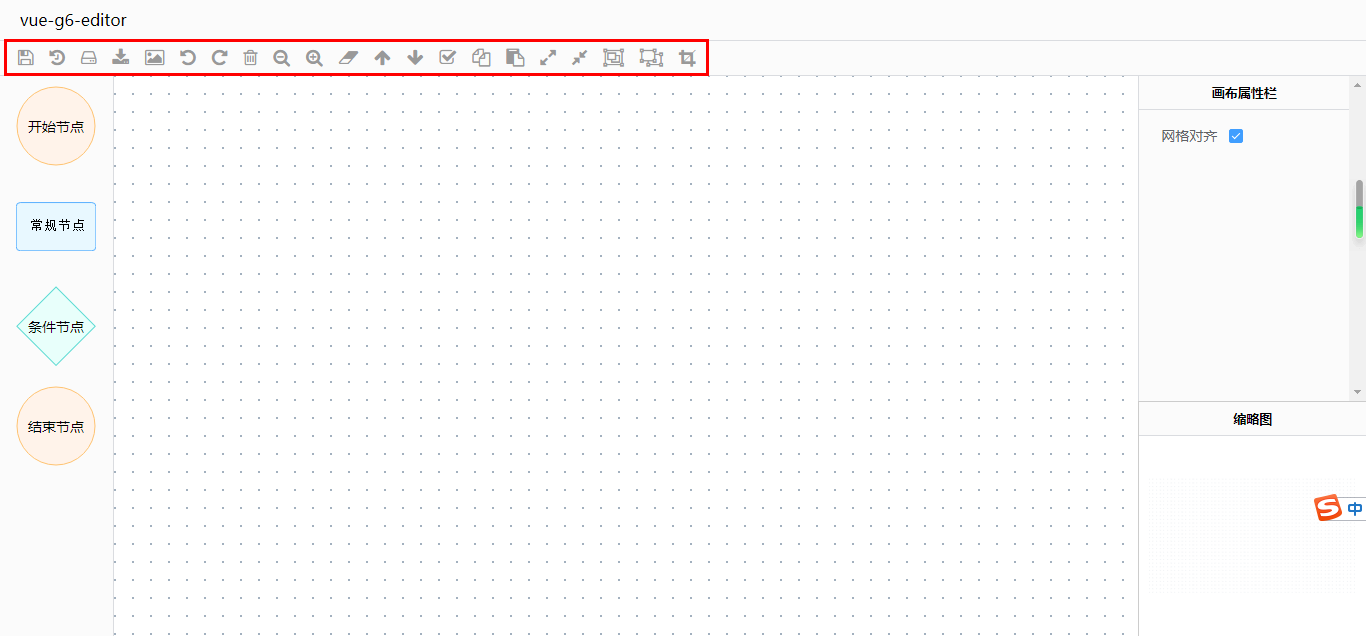 vue-g6-editor
开始节点
常规节点
条件节点
结束节点
画布属性栏
网格对齐
缩略图
S 中